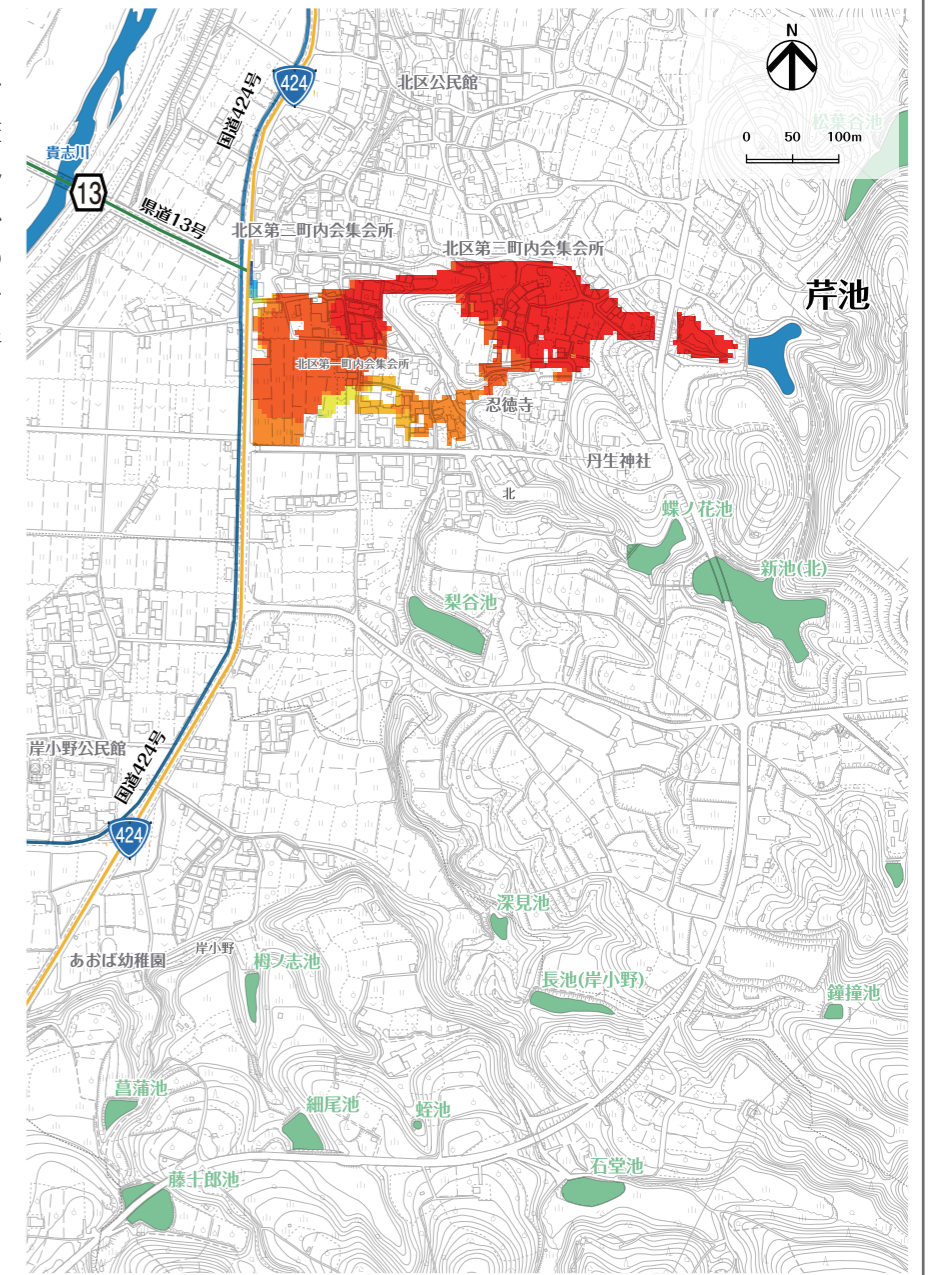 N
424
北区公民館
国道424号
松葉谷池
0 50 100m
貴志川
13
県道13号
北区第二町内会集会所
北区第三町内会集会所
芹池
北区第一町内会集会所
忍徳寺
丹生神社
北
蝶ノ花池
新池(北)
梨谷池
岸小野公民館
国道424号
424
深見池
岸小野
あおば幼稚園
栂ノ志池
長池(岸小野)
鐘撞池
菖蒲池
細尾池
蛭池
石堂池
藤十郎池